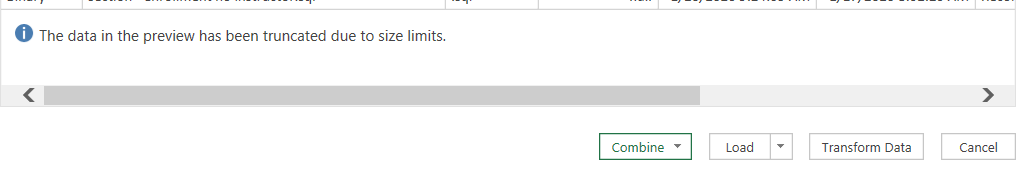 The data in the preview has been truncated due to size limits.
Combine
Load
Transform Data
Cancel